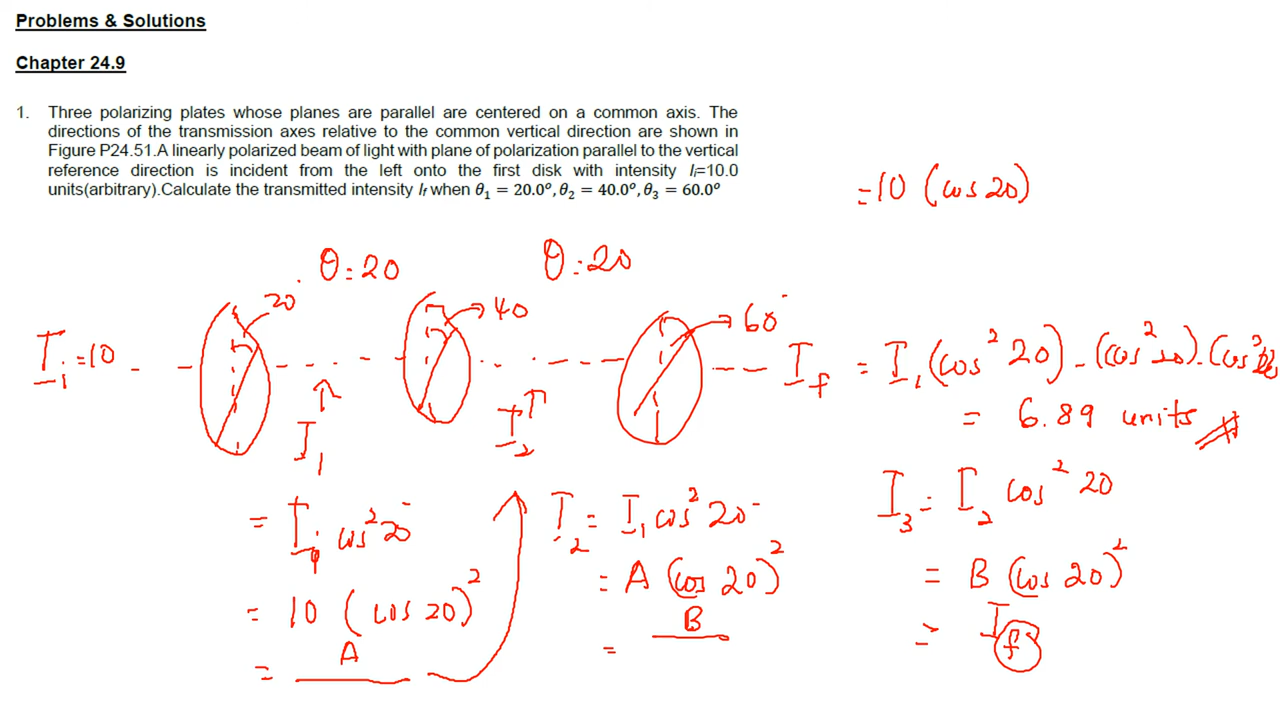 Problems & Solutions
Chapter 24.9
1. Three polarizing plates whose planes are parallel are centered on a common axis. The
directions of the transmission axes relative to the common vertical direction are shown in
Figure P24.51.A linearly polarized beam of light with plane of polarization parallel to the vertical
reference direction is incident from the left onto the first disk with intensity Iᵢ=10.0
units(arbitrary).Calculate the transmitted intensity I_f when θ₁ = 20.0°, θ₂ = 40.0°, θ₃ = 60.0°
= 10 (cos 20)
θ = 20
θ = 20
20°
→ 40
→ 60°
Iᵢ = 10
I_f = Iᵢ (cos² 20) - (cos² 20) . (cos²
= 6.89 units
I₁
I₂
= Iᵢ cos² 20°
= 10 (cos 20)²
A
=
I₂ = I₁ cos² 20°
= A (cos 20)²
B
=
I₃ = I₂ cos² 20
= B (cos 20)²
= I_f